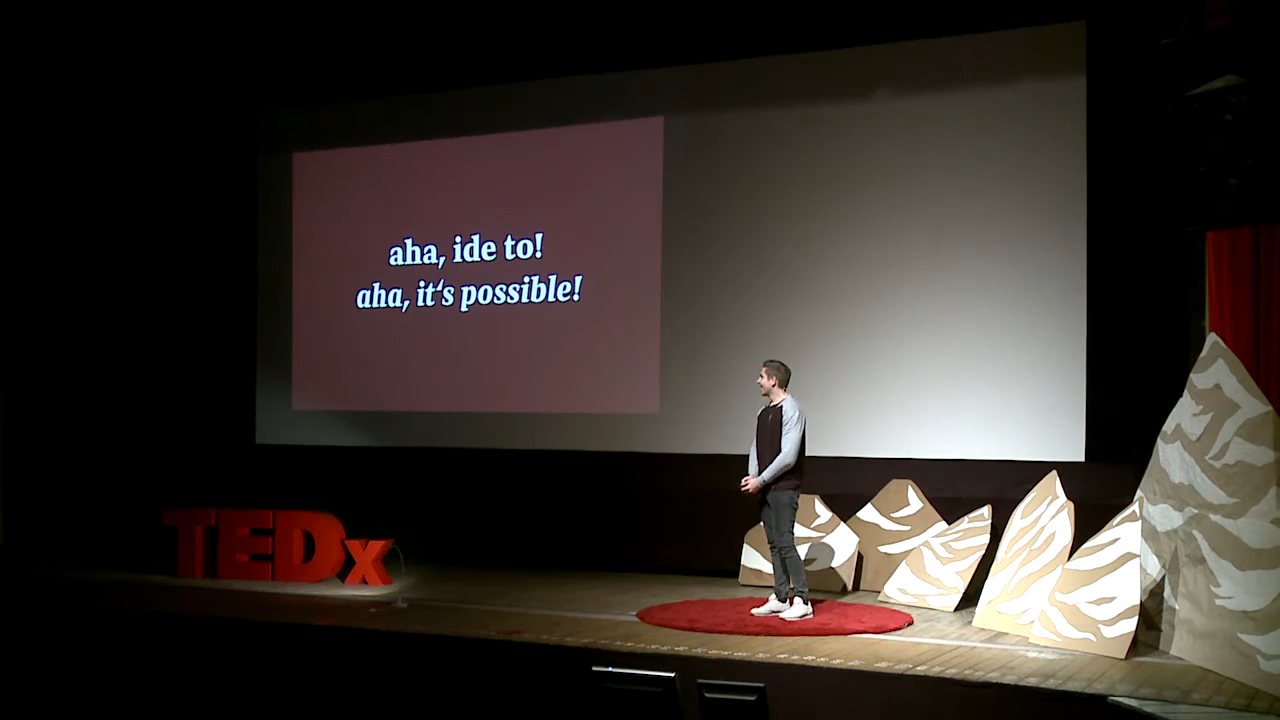 aha, ide to!
aha, it‘s possible!
TEDx